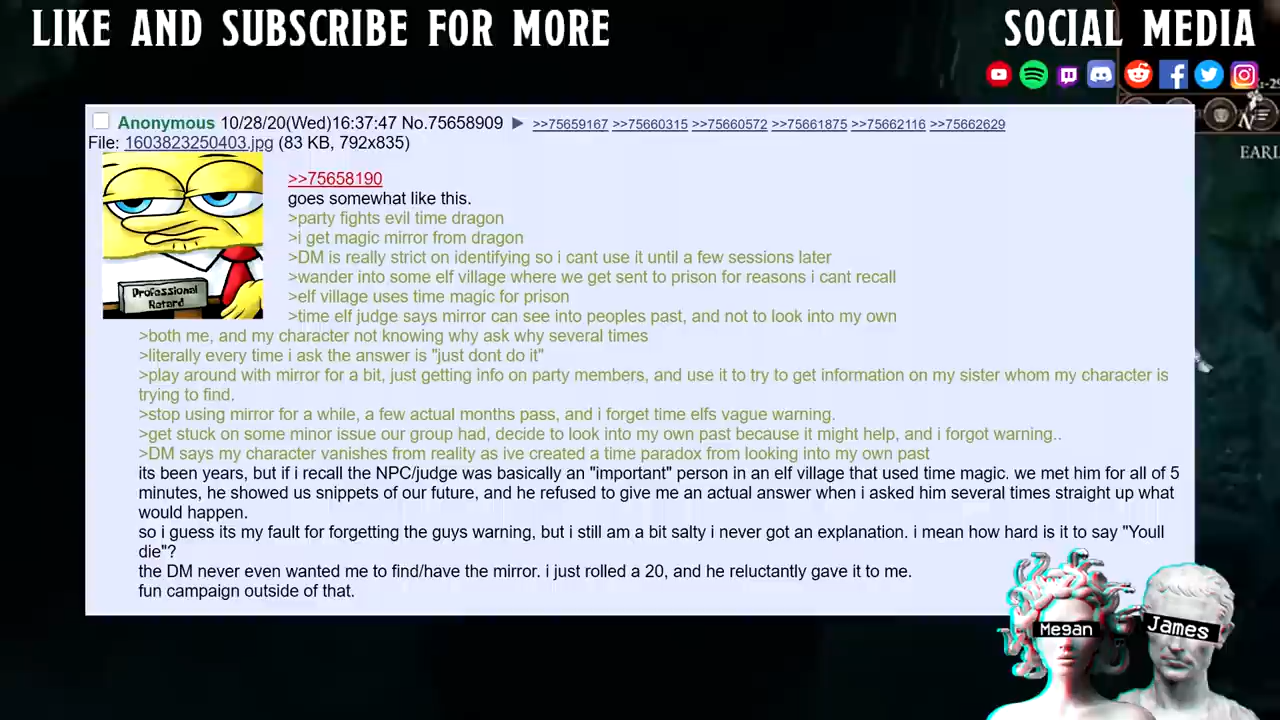 LIKE AND SUBSCRIBE FOR MORE
SOCIAL MEDIA
EARL
Anonymous 10/28/20(Wed)16:37:47 No.75658909 ▶ >>75659167 >>75660315 >>75660572 >>75661875 >>75662116 >>75662629
File: 1603823250403.jpg (83 KB, 792x835)
Professional
Retard
>>75658190
goes somewhat like this.
>party fights evil time dragon
>i get magic mirror from dragon
>DM is really strict on identifying so i cant use it until a few sessions later
>wander into some elf village where we get sent to prison for reasons i cant recall
>elf village uses time magic for prison
>time elf judge says mirror can see into peoples past, and not to look into my own
>both me, and my character not knowing why ask why several times
>literally every time i ask the answer is "just dont do it"
>play around with mirror for a bit, just getting info on party members, and use it to try to get information on my sister whom my character is
trying to find.
>stop using mirror for a while, a few actual months pass, and i forget time elfs vague warning.
>get stuck on some minor issue our group had, decide to look into my own past because it might help, and i forgot warning..
>DM says my character vanishes from reality as ive created a time paradox from looking into my own past
its been years, but if i recall the NPC/judge was basically an "important" person in an elf village that used time magic. we met him for all of 5
minutes, he showed us snippets of our future, and he refused to give me an actual answer when i asked him several times straight up what
would happen.
so i guess its my fault for forgetting the guys warning, but i still am a bit salty i never got an explanation. i mean how hard is it to say "Youll
die"?
the DM never even wanted me to find/have the mirror. i just rolled a 20, and he reluctantly gave it to me.
fun campaign outside of that.
Megan
James